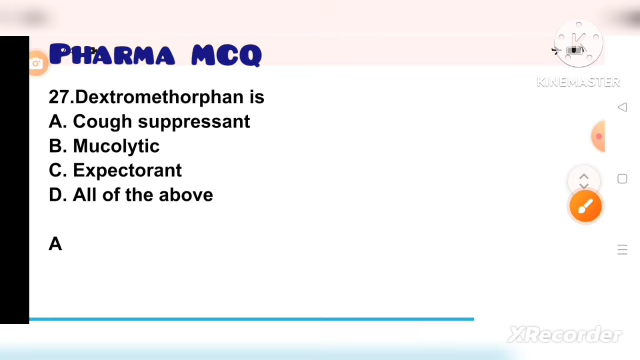 PHARMA MCQ
KINEMASTER
27.Dextromethorphan is
A. Cough suppressant
B. Mucolytic
C. Expectorant
D. All of the above
A
XRecorder